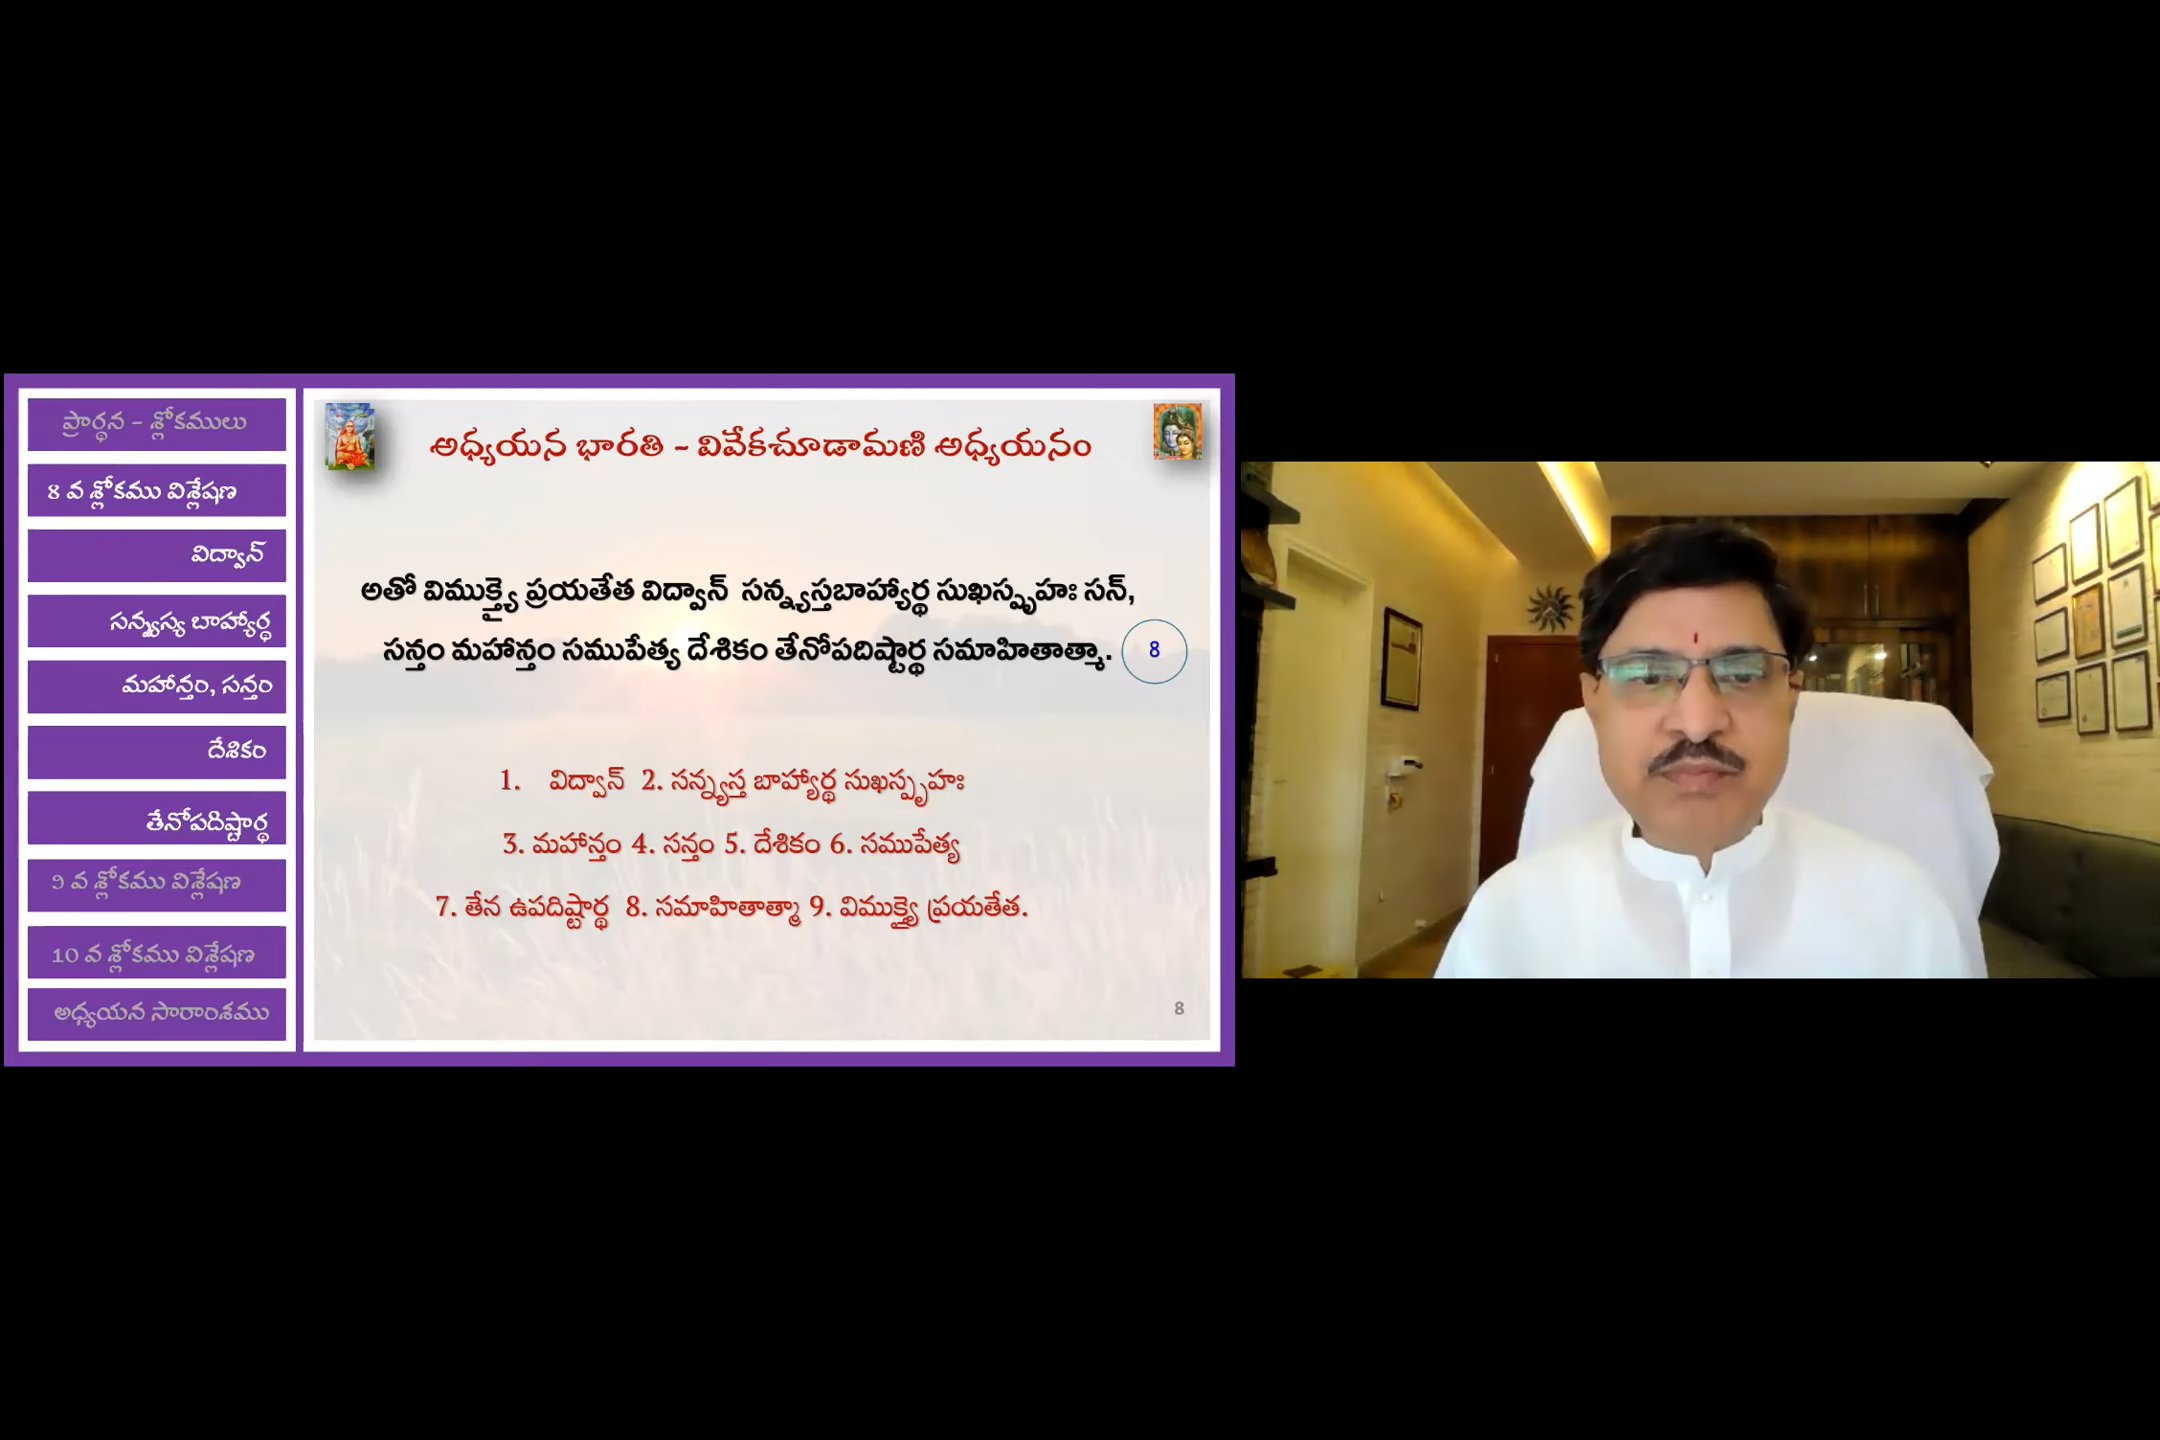 ప్రార్థన - శ్లోకములు
8 వ శ్లోకము విశ్లేషణ
విద్వాన్
సన్న్యస్య బాహ్యార్థ
మహాన్తం, సన్తం
దేశికం
తేనోపదిష్టార్థ
9 వ శ్లోకము విశ్లేషణ
10 వ శ్లోకము విశ్లేషణ
అధ్యయన సారాంశము
అధ్యయన భారతి - వివేకచూడామణి అధ్యయనం
అతో విముక్త్యై ప్రయతేత విద్వాన్ సన్న్యస్తబాహ్యార్థ సుఖస్పృహః సన్,
సన్తం మహాన్తం సముపేత్య దేశికం తేనోపదిష్టార్థ సమాహితాత్మా. 8
1. విద్వాన్ 2. సన్న్యస్త బాహ్యార్థ సుఖస్పృహః
3. మహాన్తం 4. సన్తం 5. దేశికం 6. సముపేత్య
7. తేన ఉపదిష్టార్థ 8. సమాహితాత్మా 9. విముక్త్యై ప్రయతేత.
8